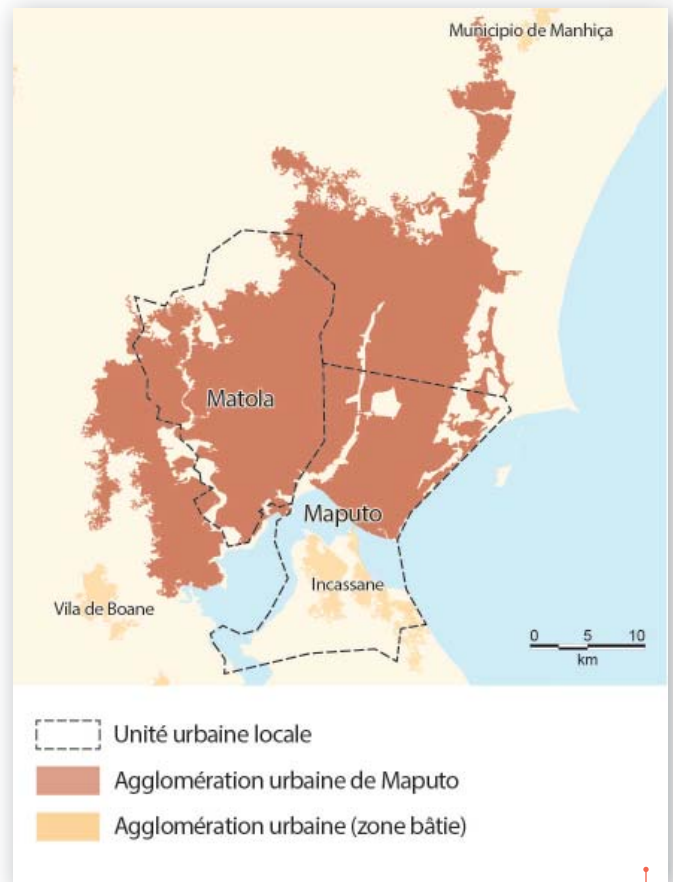 Municipio de Manhiça
Matola
Maputo
Incassane
Vila de Boane
0 5 10
km
Unité urbaine locale
Agglomération urbaine de Maputo
Agglomération urbaine (zone bâtie)